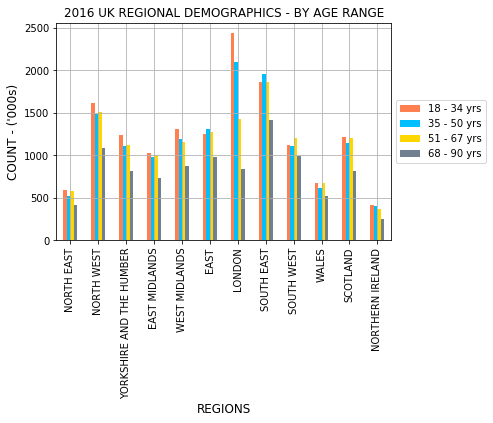 2016 UK REGIONAL DEMOGRAPHICS - BY AGE RANGE
COUNT - ('000s)
2500
2000
1500
1000
500
0
18 - 34 yrs
35 - 50 yrs
51 - 67 yrs
68 - 90 yrs
NORTH EAST
NORTH WEST
YORKSHIRE AND THE HUMBER
EAST MIDLANDS
WEST MIDLANDS
EAST
LONDON
SOUTH EAST
SOUTH WEST
WALES
SCOTLAND
NORTHERN IRELAND
REGIONS